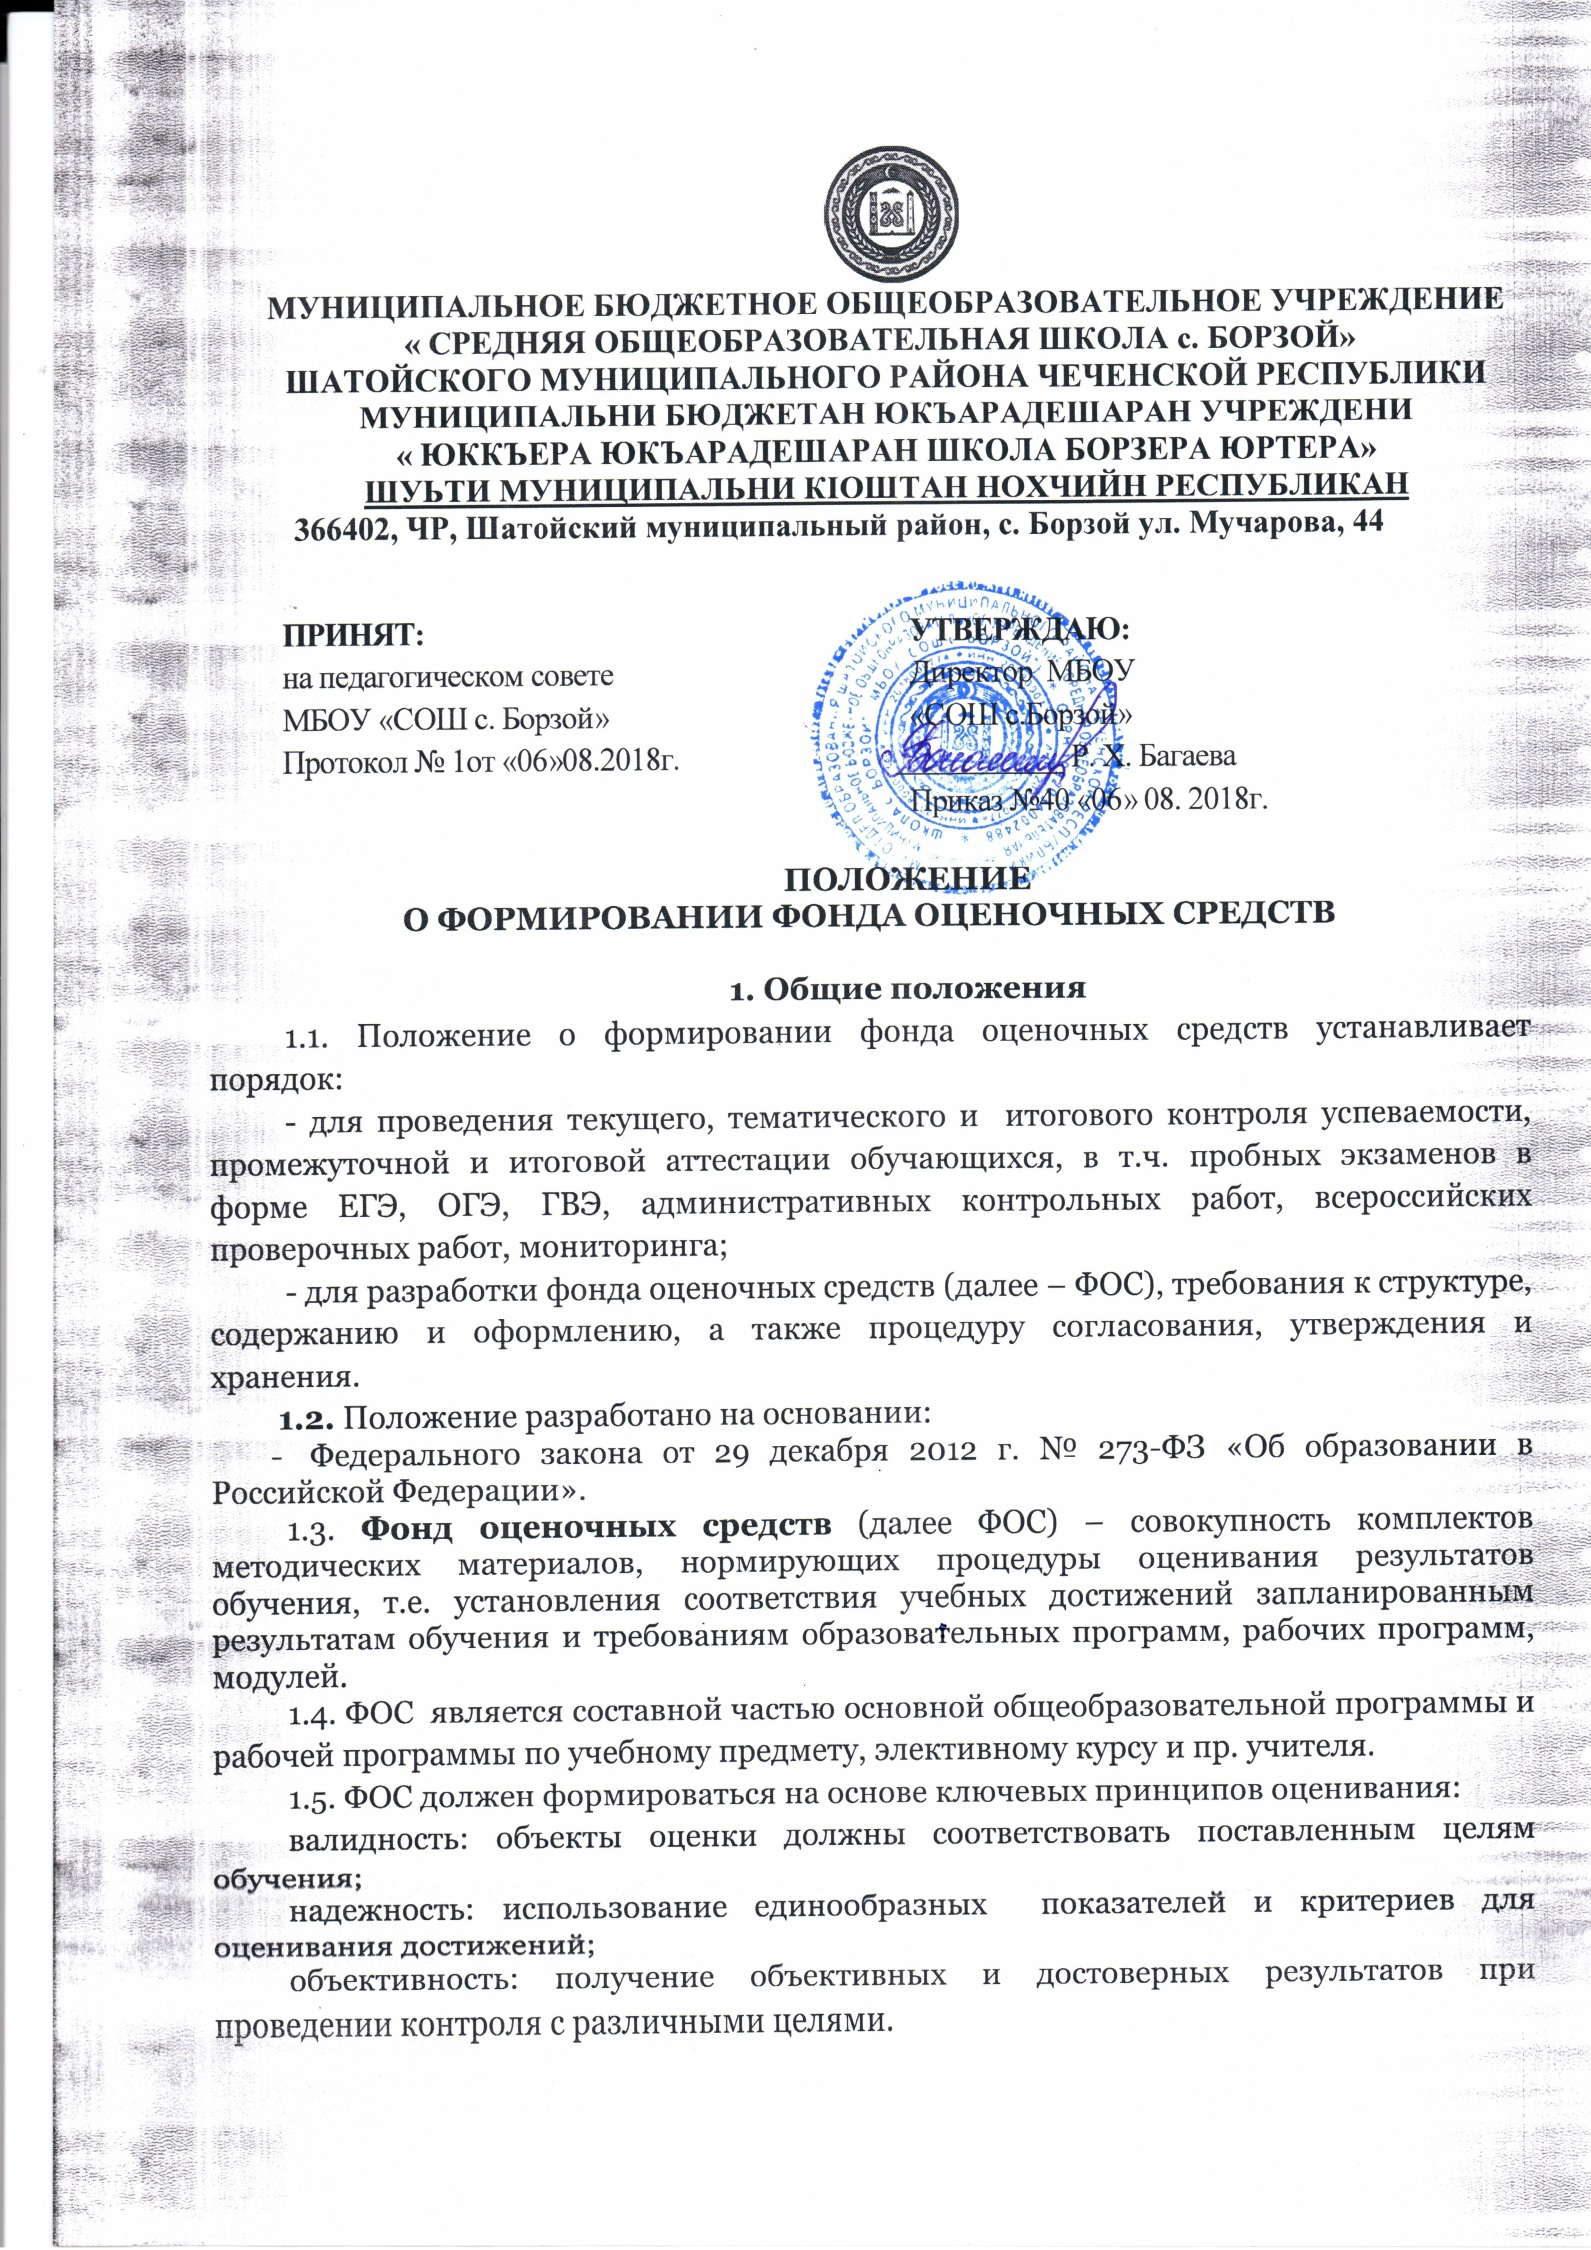 МУНИЦИПАЛЬНОЕ БЮДЖЕТНОЕ ОБЩЕОБРАЗОВАТЕЛЬНОЕ УЧРЕЖДЕНИЕ
« СРЕДНЯЯ ОБЩЕОБРАЗОВАТЕЛЬНАЯ ШКОЛА с. БОРЗОЙ»
ШАТОЙСКОГО МУНИЦИПАЛЬНОГО РАЙОНА ЧЕЧЕНСКОЙ РЕСПУБЛИКИ
МУНИЦИПАЛЬНИ БЮДЖЕТАН ЮКЪАРАДЕШАРАН УЧРЕЖДЕНИ
« ЮККЪЕРА ЮКЪАРАДЕШАРАН ШКОЛА БОРЗЕРА ЮРТЕРА»
ШУЬТИ МУНИЦИПАЛЬНИ КIОШТАН НОХЧИЙН РЕСПУБЛИКАН
366402, ЧР, Шатойский муниципальный район, с. Борзой ул. Мучарова, 44
ПРИНЯТ:
на педагогическом совете
МБОУ «СОШ с. Борзой»
Протокол № 1от «06»08.2018г.
УТВЕРЖДАЮ:
Директор МБОУ
«СОШ с.Борзой»
Р. Х. Багаева
Приказ №40 «06» 08. 2018г.
ПОЛОЖЕНИЕ
О ФОРМИРОВАНИИ ФОНДА ОЦЕНОЧНЫХ СРЕДСТВ
1. Общие положения
1.1. Положение о формировании фонда оценочных средств устанавливает
порядок:
- для проведения текущего, тематического и итогового контроля успеваемости,
промежуточной и итоговой аттестации обучающихся, в т.ч. пробных экзаменов в
форме ЕГЭ, ОГЭ, ГВЭ, административных контрольных работ, всероссийских
проверочных работ, мониторинга;
- для разработки фонда оценочных средств (далее – ФОС), требования к структуре,
содержанию и оформлению, а также процедуру согласования, утверждения и
хранения.
1.2. Положение разработано на основании:
- Федерального закона от 29 декабря 2012 г. № 273-ФЗ «Об образовании в
Российской Федерации».
1.3. Фонд оценочных средств (далее ФОС) – совокупность комплектов
методических материалов, нормирующих процедуры оценивания результатов
обучения, т.е. установления соответствия учебных достижений запланированным
результатам обучения и требованиям образовательных программ, рабочих программ,
модулей.
1.4. ФОС является составной частью основной общеобразовательной программы и
рабочей программы по учебному предмету, элективному курсу и пр. учителя.
1.5. ФОС должен формироваться на основе ключевых принципов оценивания:
валидность: объекты оценки должны соответствовать поставленным целям
обучения;
надежность: использование единообразных показателей и критериев для
оценивания достижений;
объективность: получение объективных и достоверных результатов при
проведении контроля с различными целями.